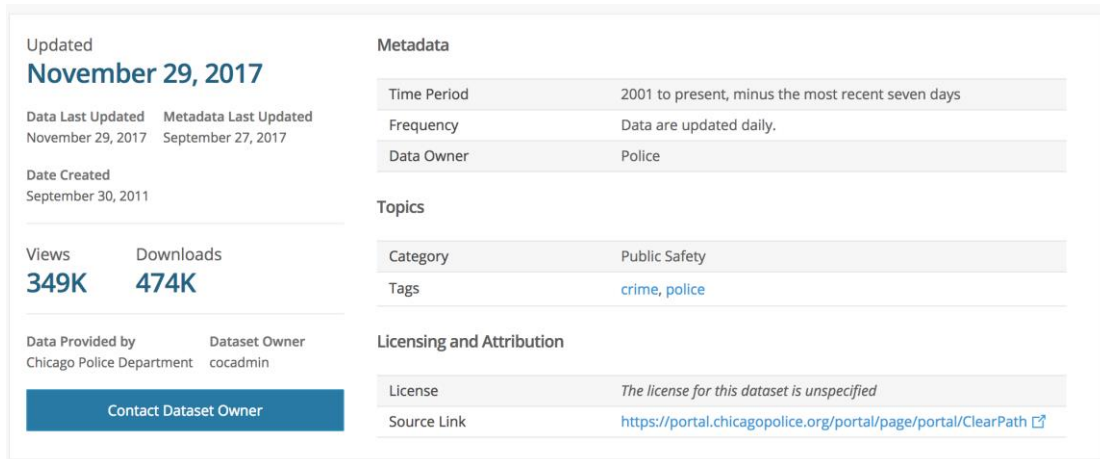 Updated
November 29, 2017
Data Last Updated Metadata Last Updated
November 29, 2017 September 27, 2017
Date Created
September 30, 2011
Views Downloads
349K 474K
Data Provided by Dataset Owner
Chicago Police Department cocadmin
Contact Dataset Owner
Metadata
Time Period 2001 to present, minus the most recent seven days
Frequency Data are updated daily.
Data Owner Police
Topics
Category Public Safety
Tags crime, police
Licensing and Attribution
License The license for this dataset is unspecified
Source Link https://portal.chicagopolice.org/portal/page/portal/ClearPath